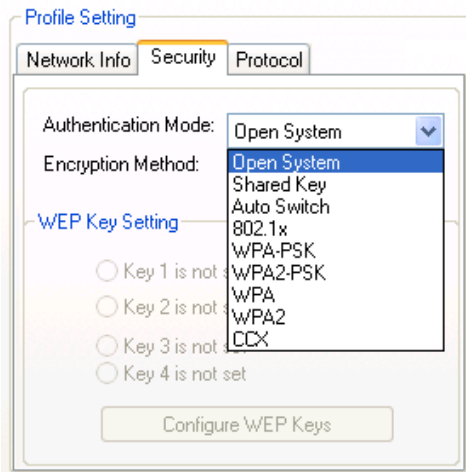 Profile Setting
Network Info Security Protocol
Authentication Mode: Open System
Encryption Method:
Open System
Shared Key
Auto Switch
802.1x
WPA-PSK
WPA2-PSK
WPA
WPA2
CCX
WEP Key Setting
Key 1 is not s
Key 2 is not s
Key 3 is not set
Key 4 is not set
Configure WEP Keys